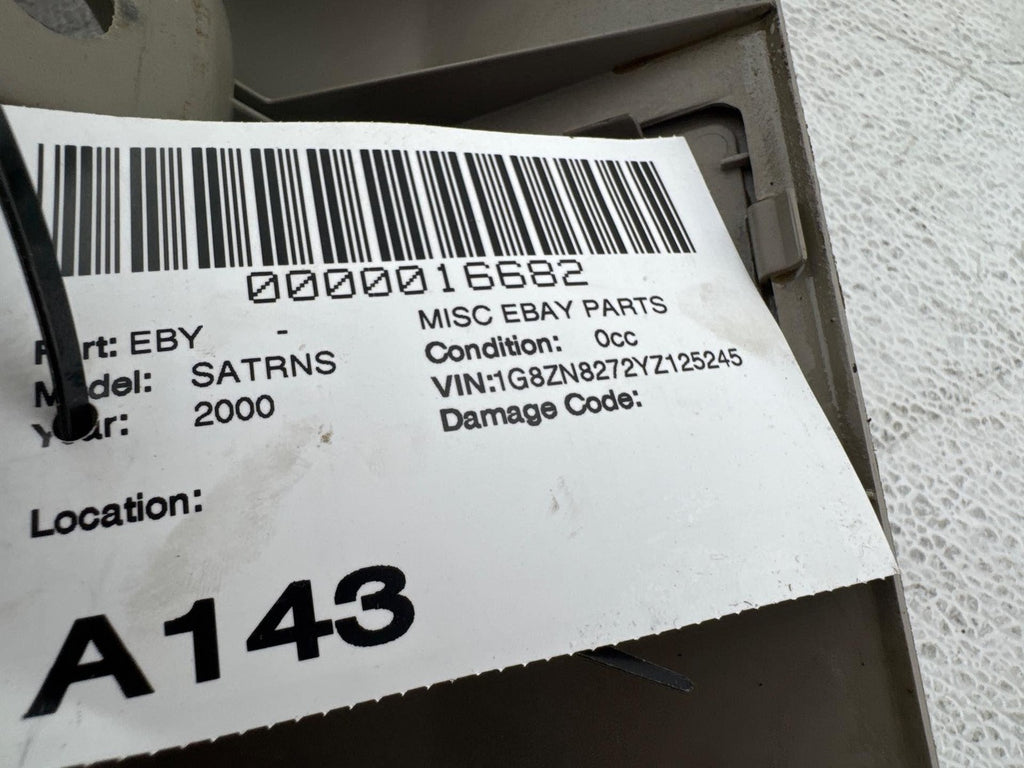 0000016682
Part: EBY - MISC EBAY PARTS
Model: SATRNS Condition: 0cc
Year: 2000 VIN:1G8ZN8272YZ125245
Damage Code:
Location:
A143